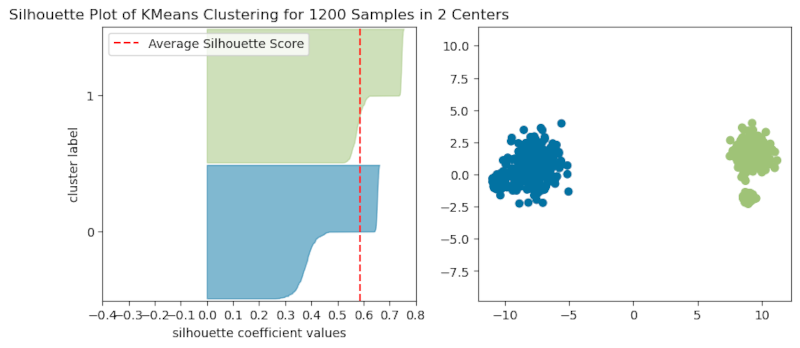 Silhouette Plot of KMeans Clustering for 1200 Samples in 2 Centers
Average Silhouette Score
1
0
cluster label
−0.4−0.3−0.2−0.1 0.0 0.1 0.2 0.3 0.4 0.5 0.6 0.7 0.8
silhouette coefficient values
10.0
7.5
5.0
2.5
0.0
−2.5
−5.0
−7.5
−10 −5 0 5 10